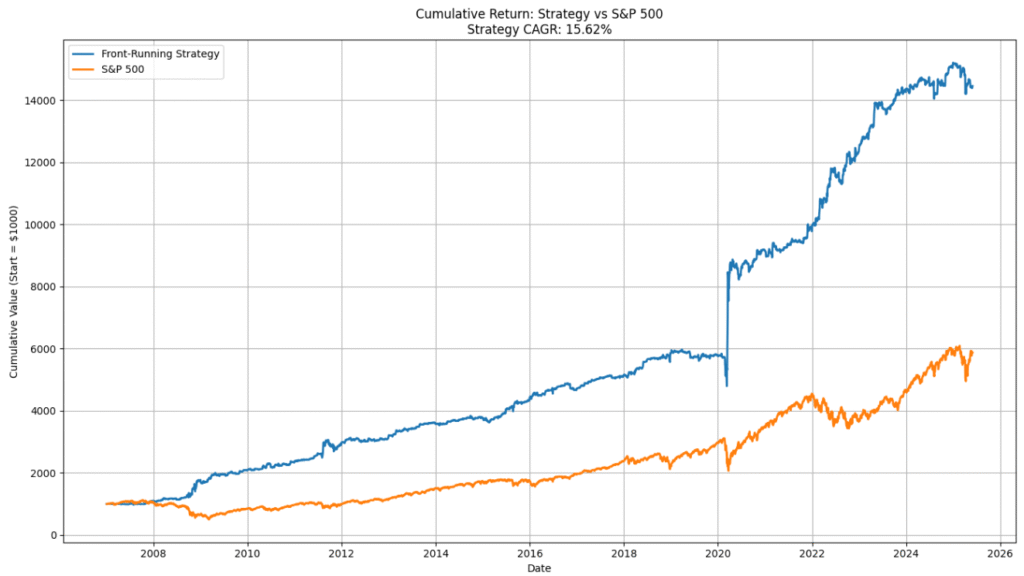 Cumulative Return: Strategy vs S&P 500
Strategy CAGR: 15.62%
Front-Running Strategy
S&P 500
Cumulative Value (Start = $1000)
14000
12000
10000
8000
6000
4000
2000
0
2008 2010 2012 2014 2016 2018 2020 2022 2024 2026
Date